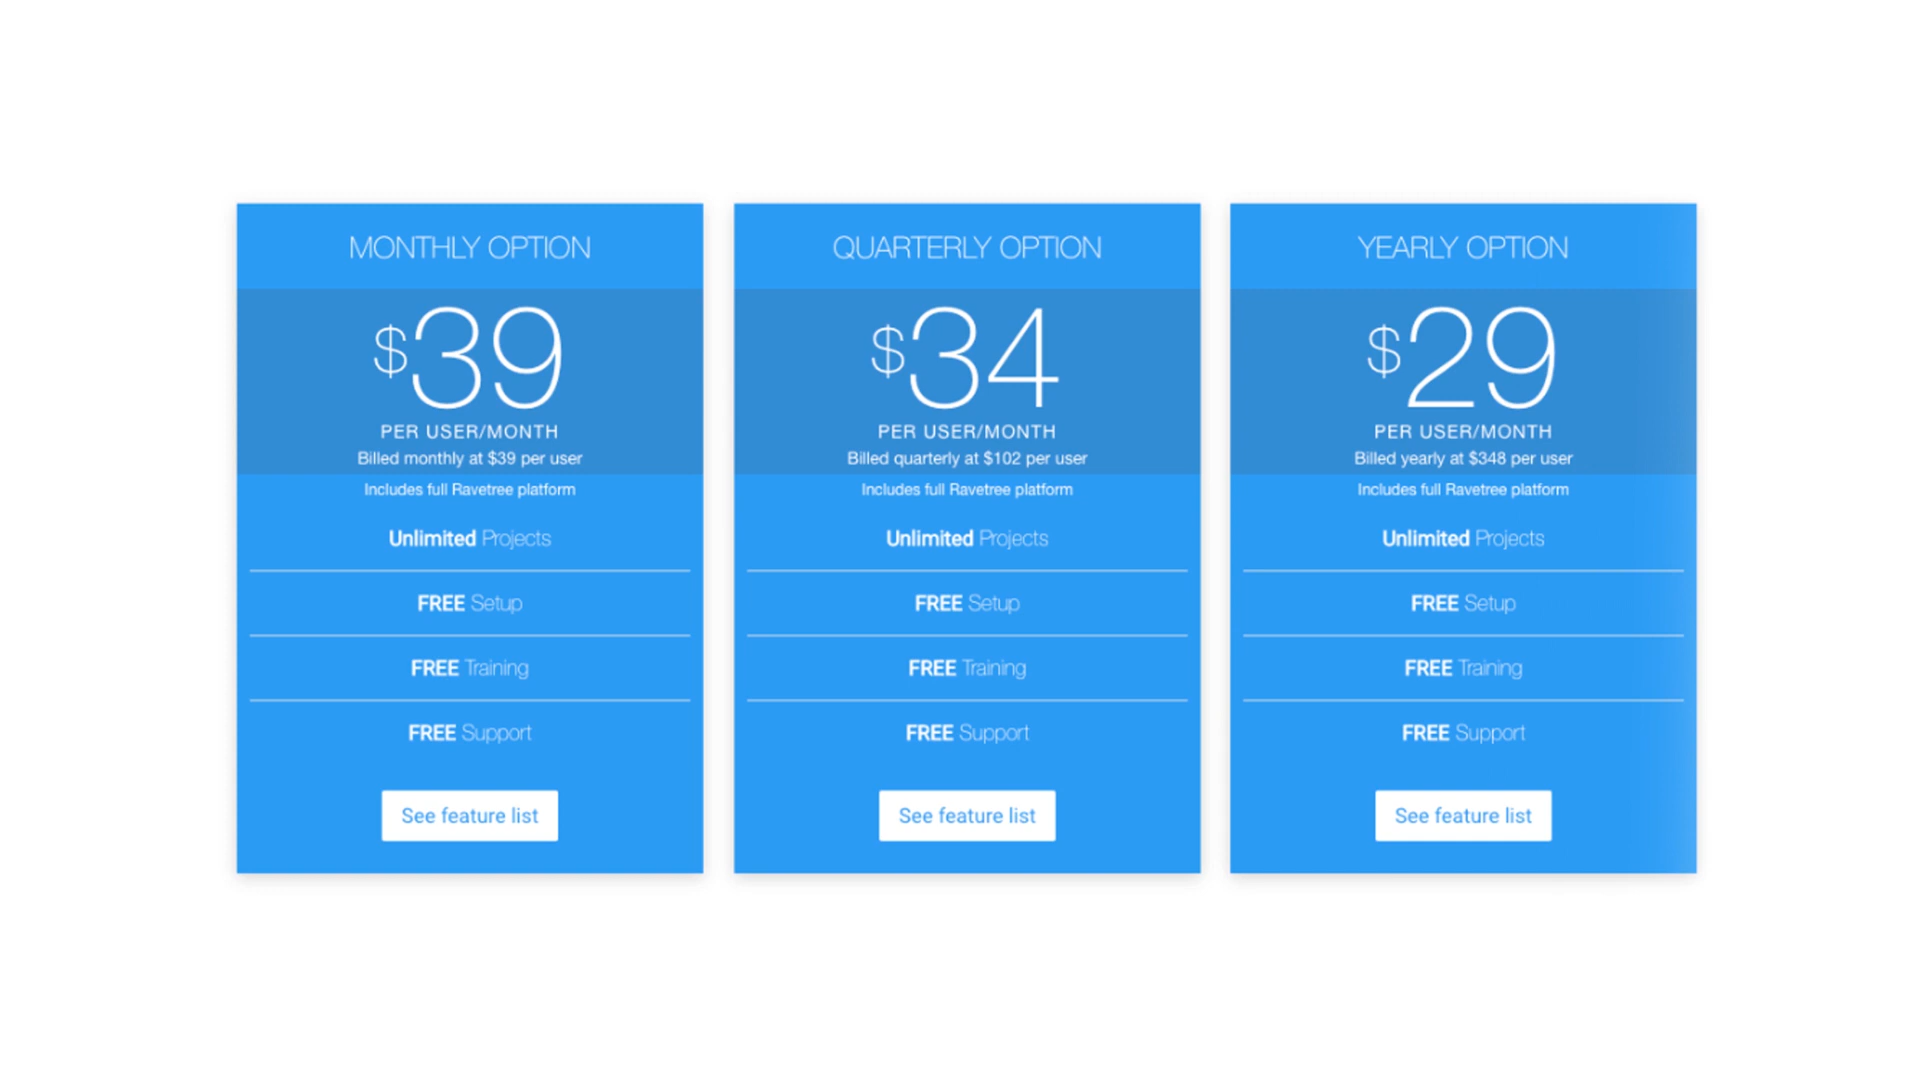 MONTHLY OPTION
$39
PER USER/MONTH
Billed monthly at $39 per user
Includes full Ravetree platform
Unlimited Projects
FREE Setup
FREE Training
FREE Support
See feature list
QUARTERLY OPTION
$34
PER USER/MONTH
Billed quarterly at $102 per user
Includes full Ravetree platform
Unlimited Projects
FREE Setup
FREE Training
FREE Support
See feature list
YEARLY OPTION
$29
PER USER/MONTH
Billed yearly at $348 per user
Includes full Ravetree platform
Unlimited Projects
FREE Setup
FREE Training
FREE Support
See feature list